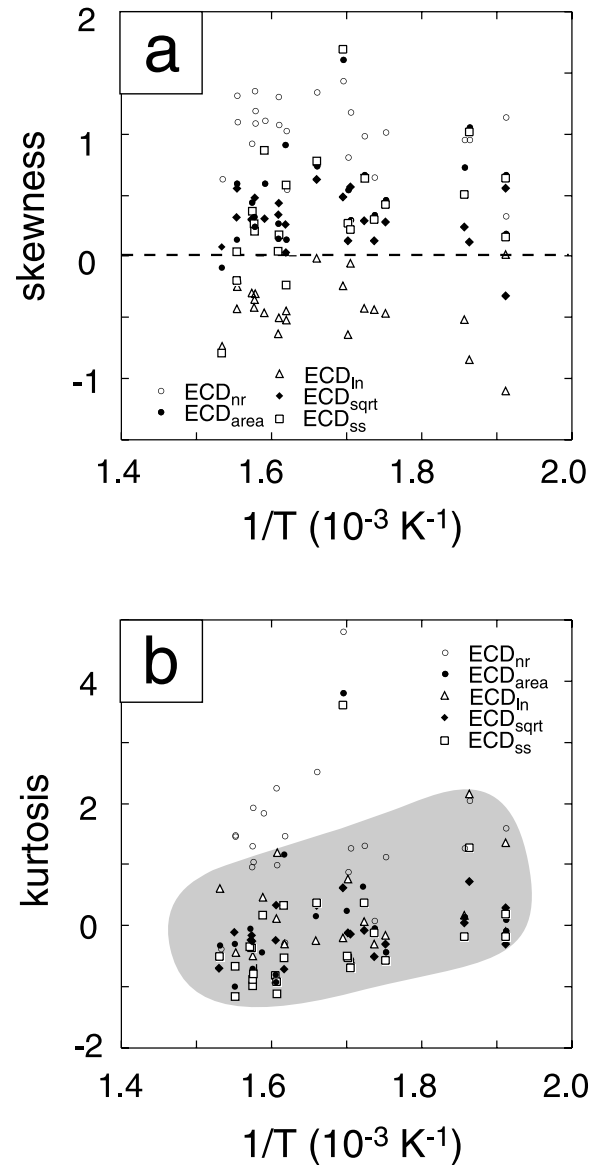 a
skewness
2
1
0
-1
ECDnr
ECDarea
ECDln
ECDsqrt
ECDss
1.4 1.6 1.8 2.0
1/T (10-3 K-1)
b
kurtosis
4
2
0
-2
ECDnr
ECDarea
ECDln
ECDsqrt
ECDss
1.4 1.6 1.8 2.0
1/T (10-3 K-1)